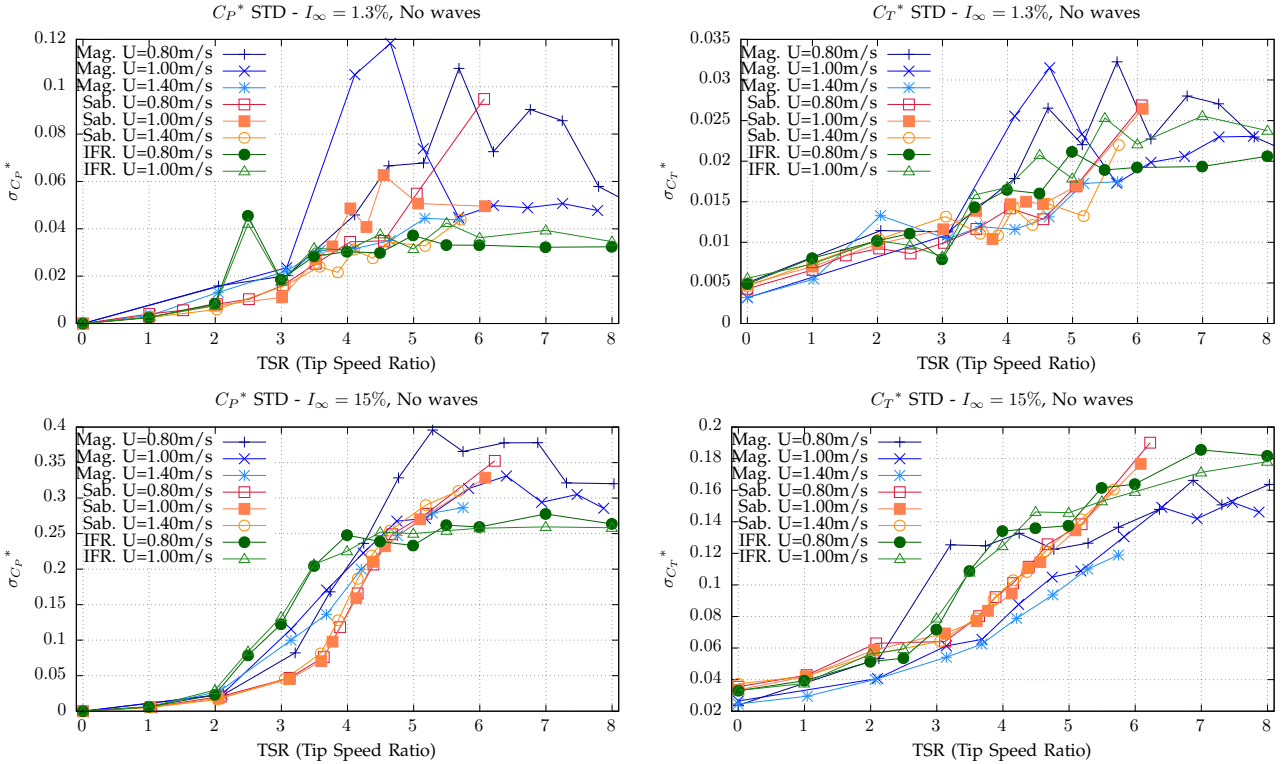 C_P* STD - I_∞ = 1.3%, No waves
σ_{C_P}*
0.12
0.1
0.08
0.06
0.04
0.02
0
Mag. U=0.80m/s
Mag. U=1.00m/s
Mag. U=1.40m/s
Sab. U=0.80m/s
Sab. U=1.00m/s
Sab. U=1.40m/s
IFR. U=0.80m/s
IFR. U=1.00m/s
0 1 2 3 4 5 6 7 8
TSR (Tip Speed Ratio)
C_T* STD - I_∞ = 1.3%, No waves
σ_{C_T}*
0.035
0.03
0.025
0.02
0.015
0.01
0.005
0
Mag. U=0.80m/s
Mag. U=1.00m/s
Mag. U=1.40m/s
Sab. U=0.80m/s
Sab. U=1.00m/s
Sab. U=1.40m/s
IFR. U=0.80m/s
IFR. U=1.00m/s
0 1 2 3 4 5 6 7 8
TSR (Tip Speed Ratio)
C_P* STD - I_∞ = 15%, No waves
σ_{C_P}*
0.4
0.35
0.3
0.25
0.2
0.15
0.1
0.05
0
Mag. U=0.80m/s
Mag. U=1.00m/s
Mag. U=1.40m/s
Sab. U=0.80m/s
Sab. U=1.00m/s
Sab. U=1.40m/s
IFR. U=0.80m/s
IFR. U=1.00m/s
0 1 2 3 4 5 6 7 8
TSR (Tip Speed Ratio)
C_T* STD - I_∞ = 15%, No waves
σ_{C_T}*
0.2
0.18
0.16
0.14
0.12
0.1
0.08
0.06
0.04
0.02
Mag. U=0.80m/s
Mag. U=1.00m/s
Mag. U=1.40m/s
Sab. U=0.80m/s
Sab. U=1.00m/s
Sab. U=1.40m/s
IFR. U=0.80m/s
IFR. U=1.00m/s
0 1 2 3 4 5 6 7 8
TSR (Tip Speed Ratio)